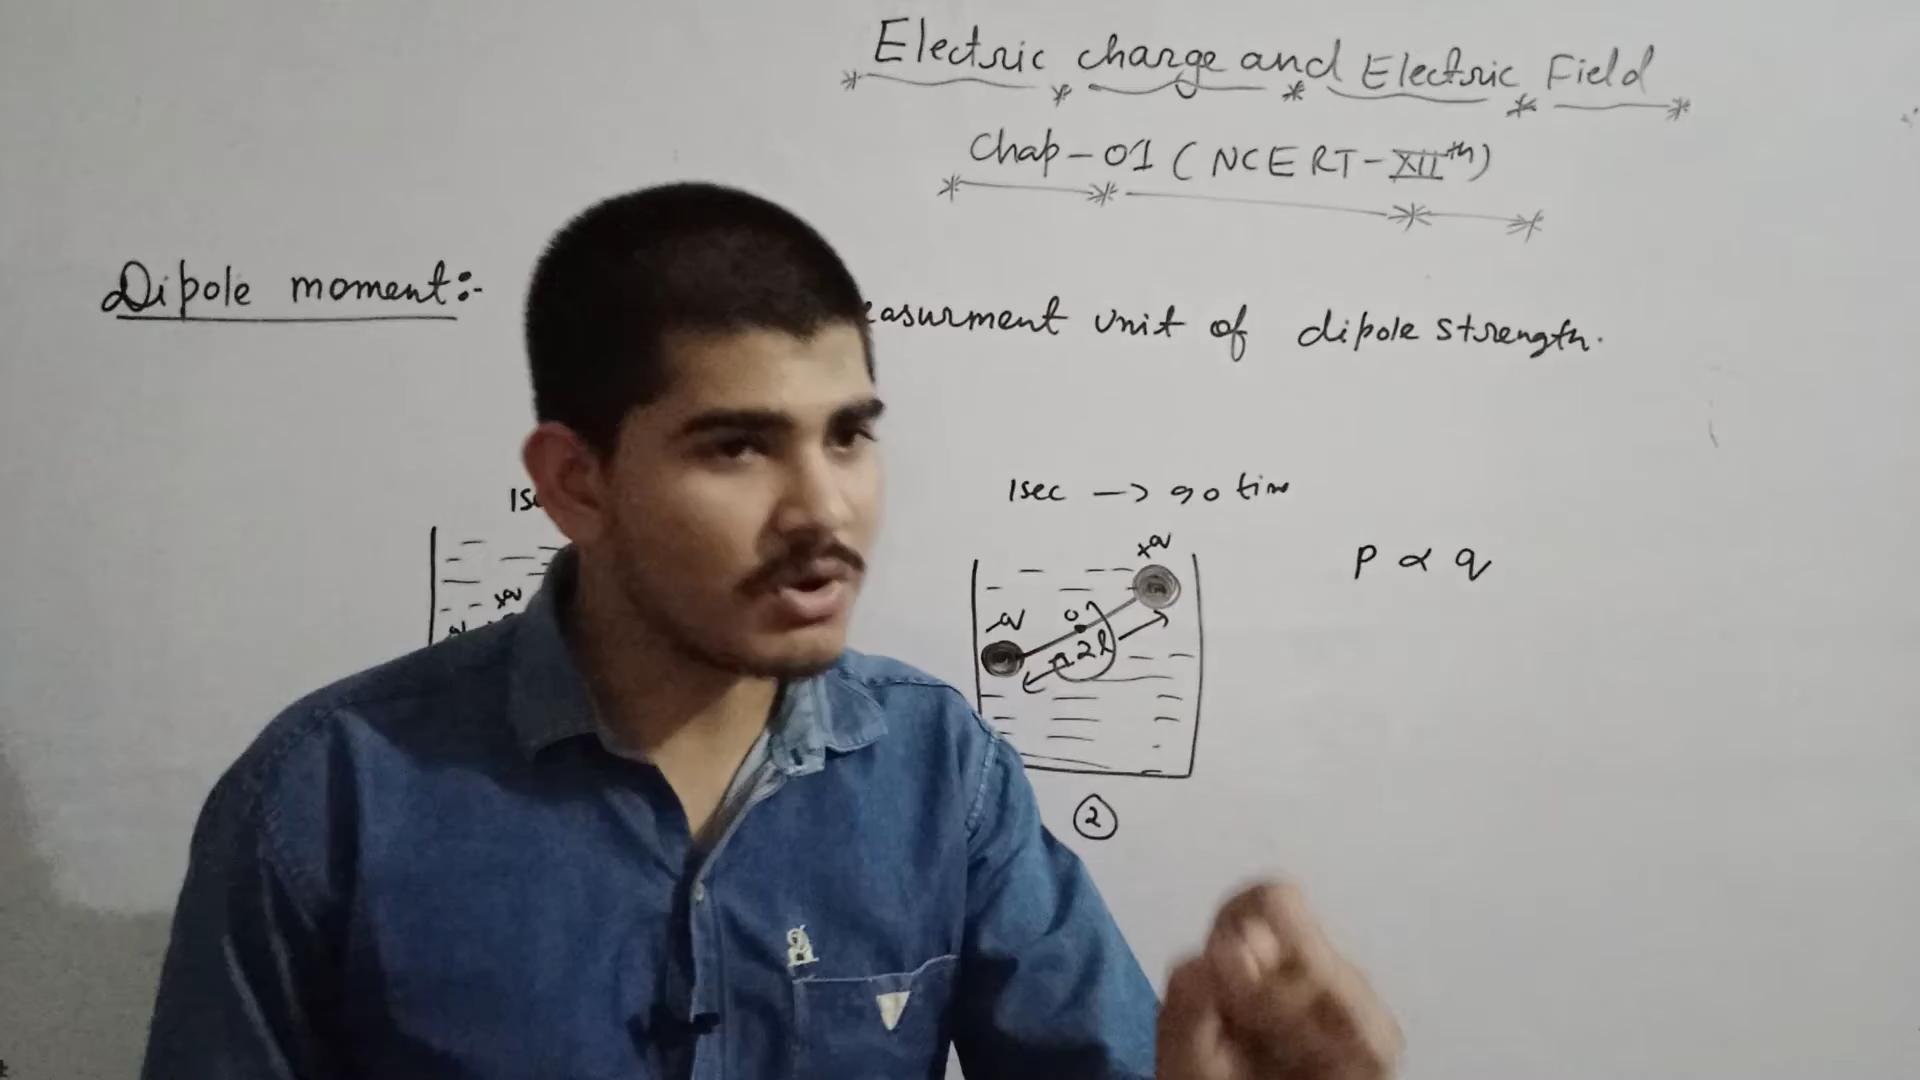 Electric charge and Electric Field
Chap-01 (NCERT-XIIth)
Dipole moment:-
easurment unit of dipole strength.
1sec → 90 time
P ∝ q
+q
-q
o
2l
+q
2